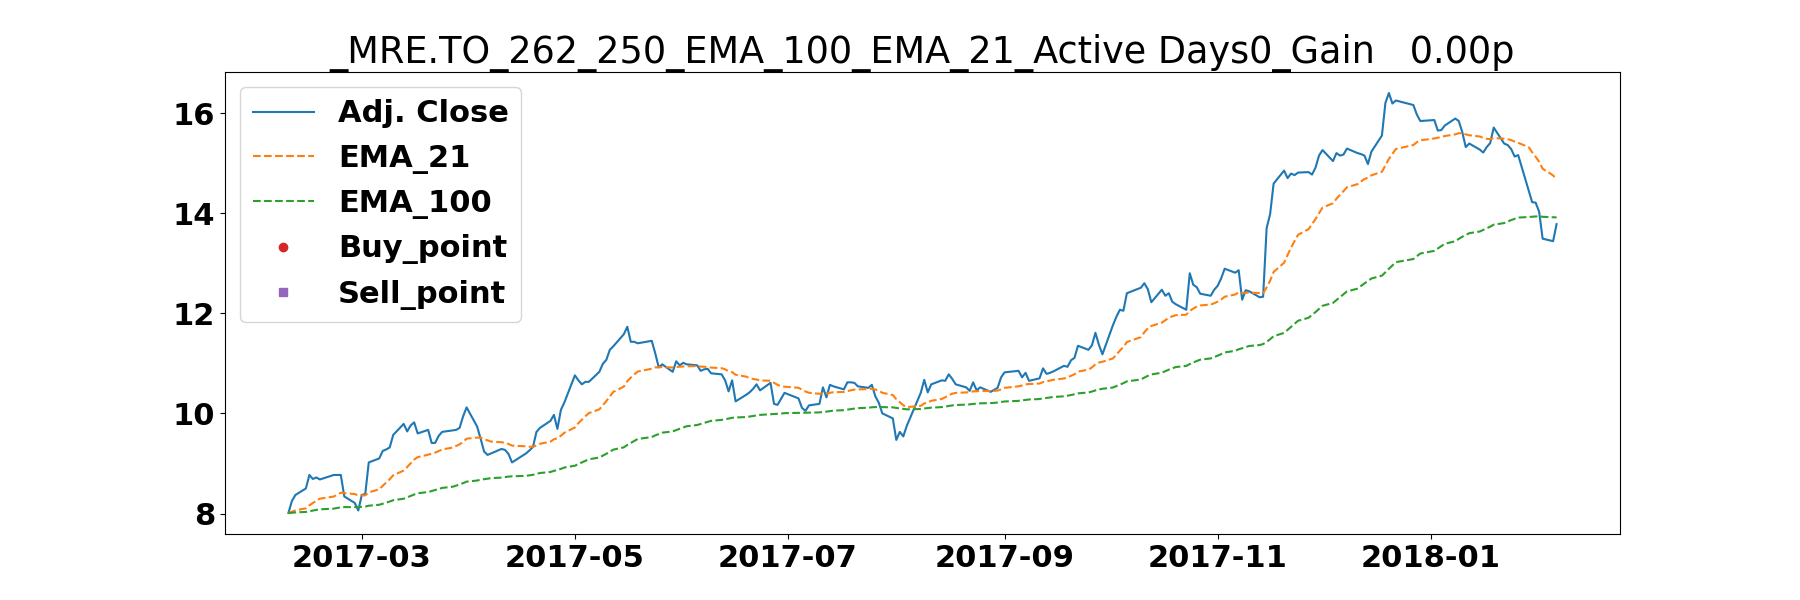 _MRE.TO_262_250_EMA_100_EMA_21_Active Days0_Gain   0.00p
Adj. Close
EMA_21
EMA_100
Buy_point
Sell_point
16
14
12
10
8
2017-03 2017-05 2017-07 2017-09 2017-11 2018-01